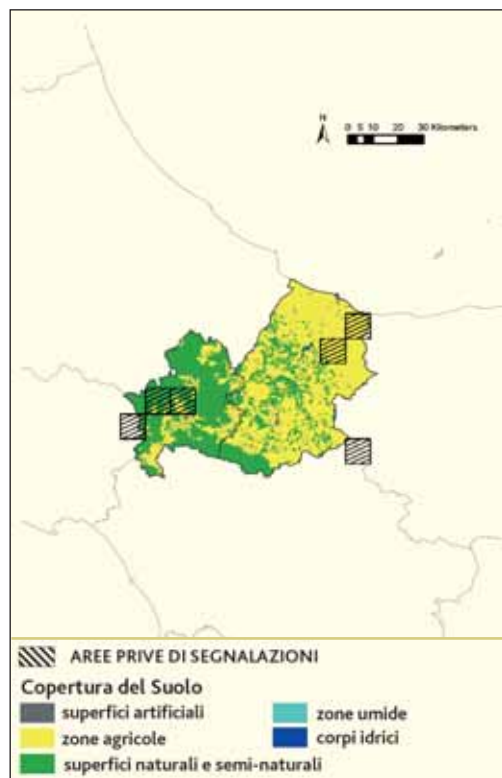 N
0 5 10 20 30 Kilometers
AREE PRIVE DI SEGNALAZIONI
Copertura del Suolo
superfici artificiali
zone umide
zone agricole
corpi idrici
superfici naturali e semi-naturali